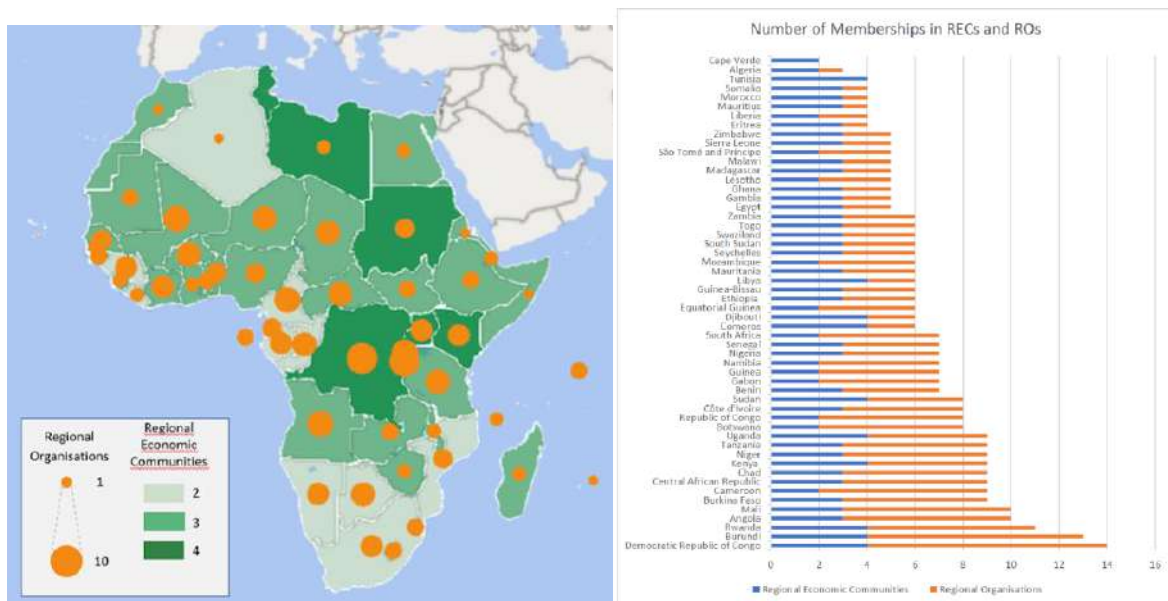 Regional
Organisations
1
10
Regional
Economic
Communities
2
3
4
Number of Memberships in RECs and ROs
Cape Verde
Algeria
Tunisia
Somalia
Morocco
Mauritius
Liberia
Eritrea
Zimbabwe
Sierra Leone
São Tomé and Príncipe
Malawi
Madagascar
Lesotho
Ghana
Gambia
Egypt
Zambia
Togo
Swaziland
South Sudan
Seychelles
Mozambique
Mauritania
Libya
Guinea-Bissau
Ethiopia
Equatorial Guinea
Djibouti
Comoros
South Africa
Senegal
Nigeria
Namibia
Guinea
Gabon
Benin
Sudan
Côte d'Ivoire
Republic of Congo
Botswana
Uganda
Tanzania
Niger
Kenya
Chad
Central African Republic
Cameroon
Burkina Faso
Mali
Angola
Rwanda
Burundi
Democratic Republic of Congo
0 2 4 6 8 10 12 14 16
Regional Economic Communities Regional Organisations